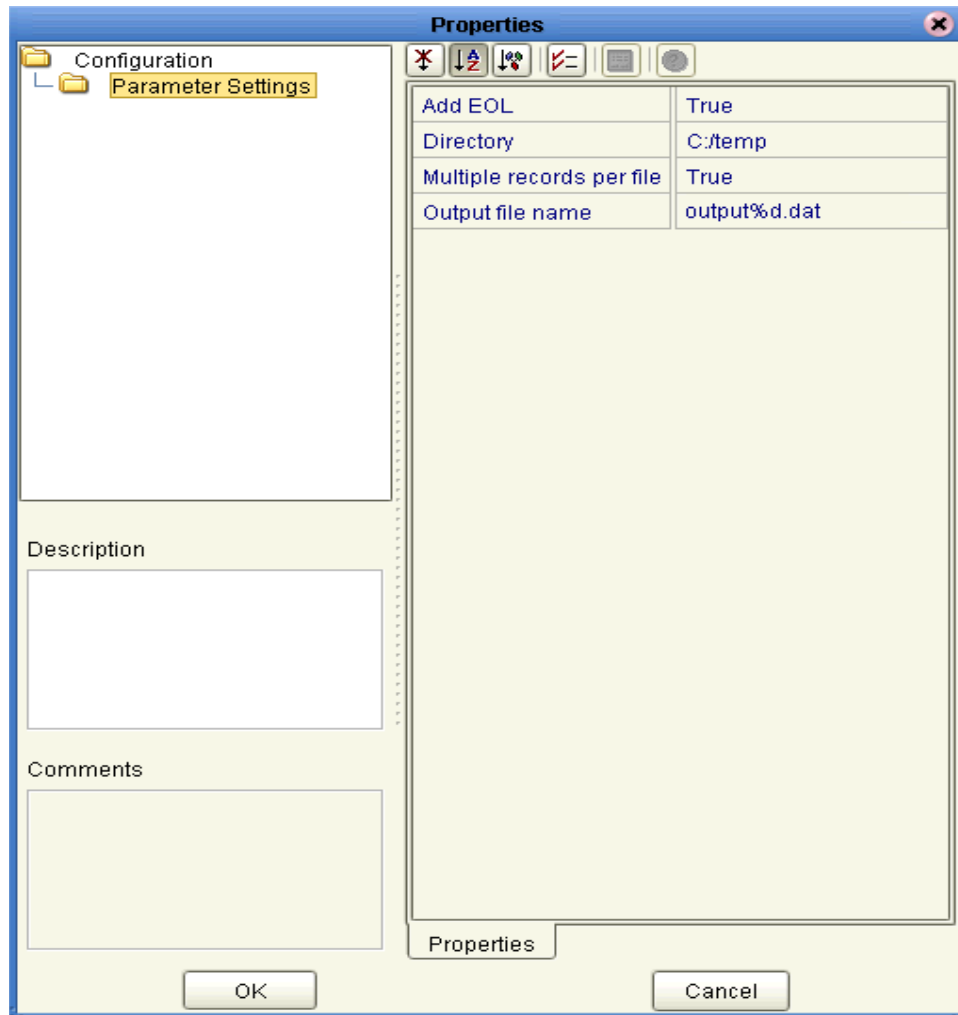 Properties
Configuration
Parameter Settings
Add EOL True
Directory C:/temp
Multiple records per file True
Output file name output%d.dat
Description
Comments
Properties
OK Cancel